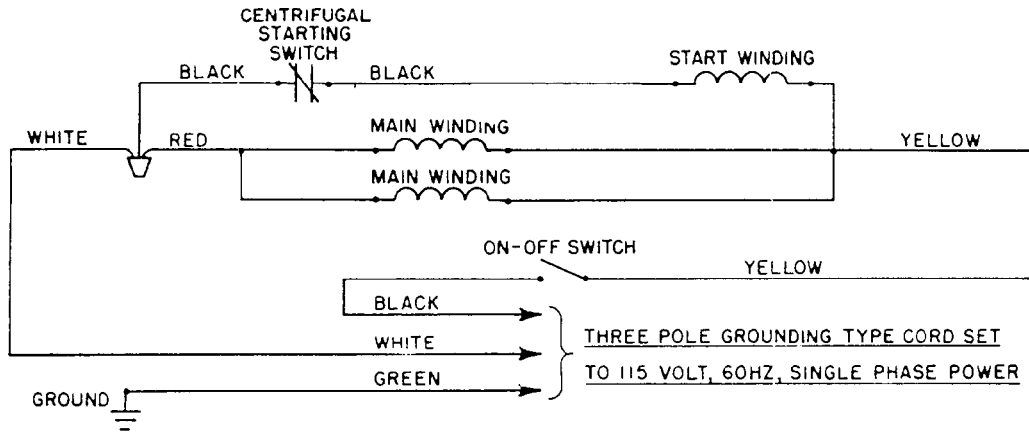 CENTRIFUGAL
STARTING
SWITCH
BLACK
BLACK
START WINDING
WHITE
RED
MAIN WINDING
YELLOW
MAIN WINDING
ON-OFF SWITCH
YELLOW
BLACK
THREE POLE GROUNDING TYPE CORD SET
WHITE
TO 115 VOLT, 60HZ, SINGLE PHASE POWER
GREEN
GROUND